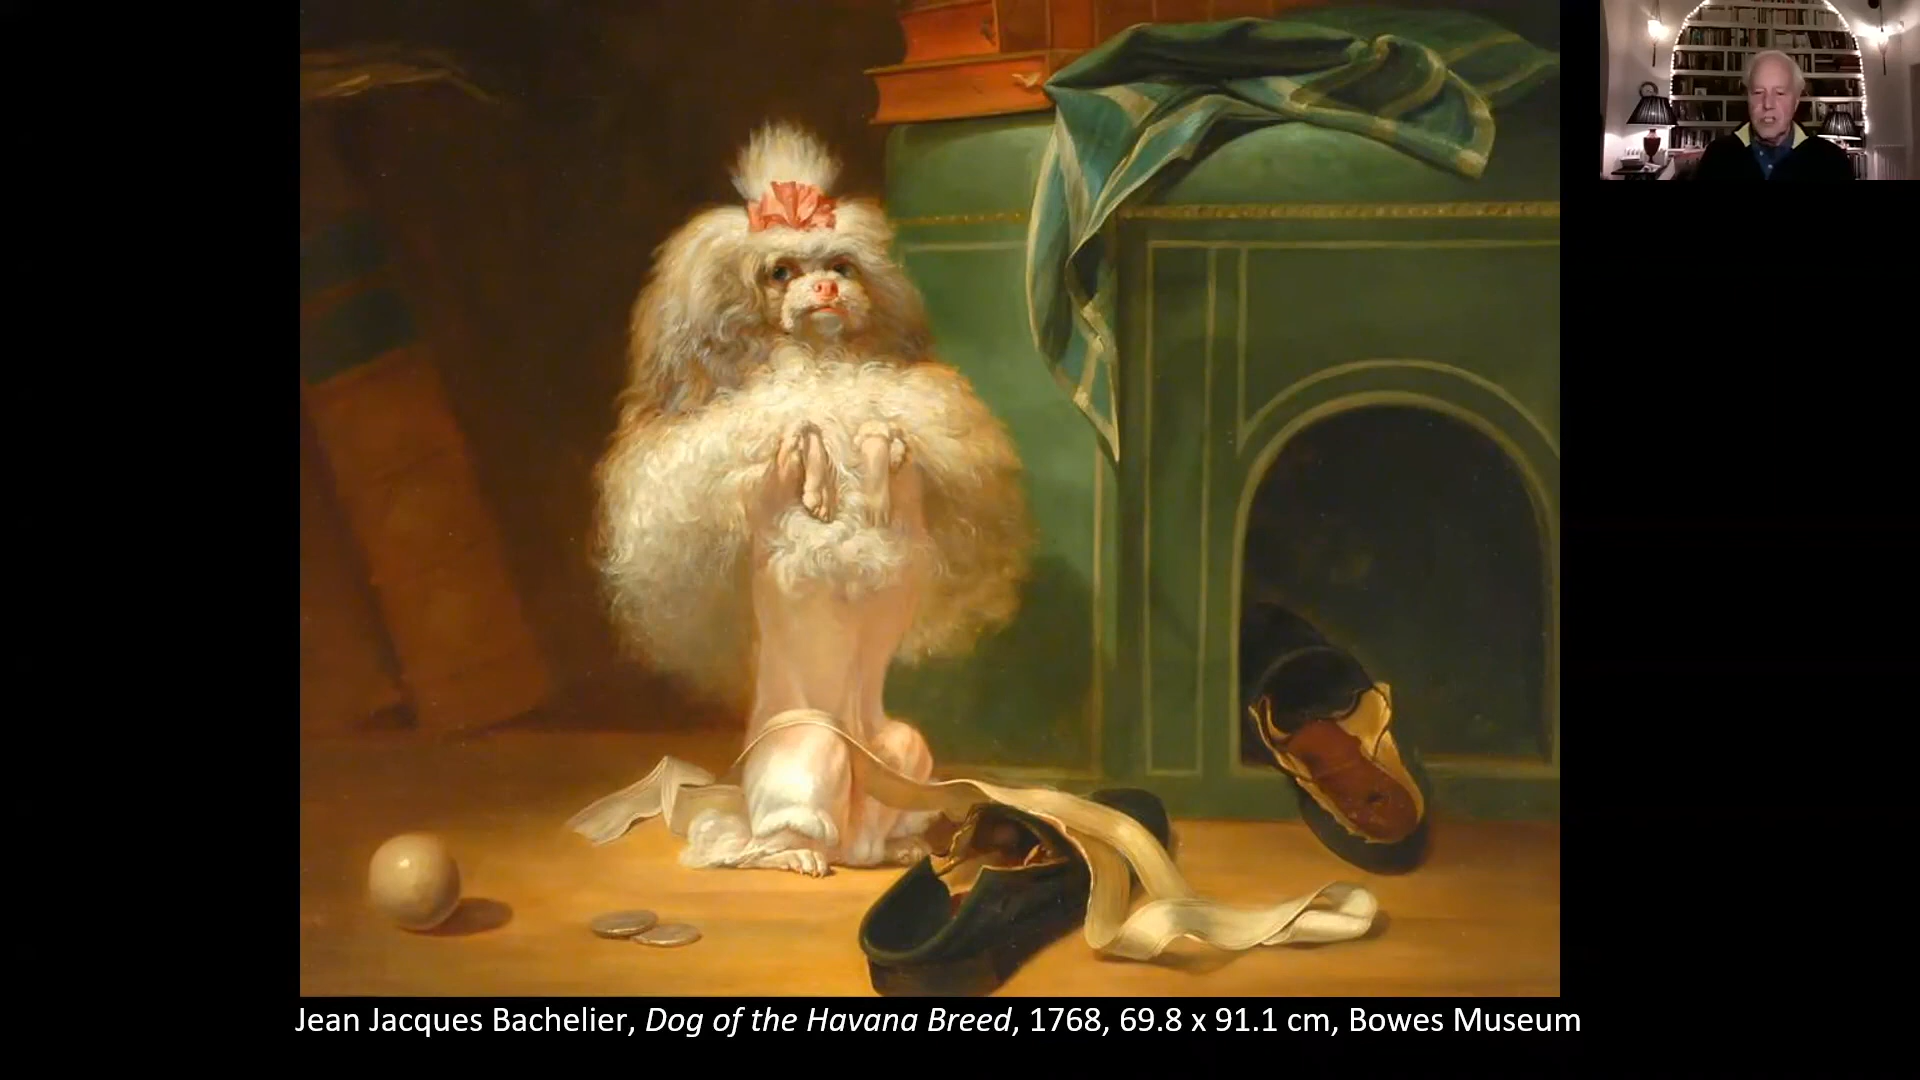 Jean Jacques Bachelier, Dog of the Havana Breed, 1768, 69.8 x 91.1 cm, Bowes Museum